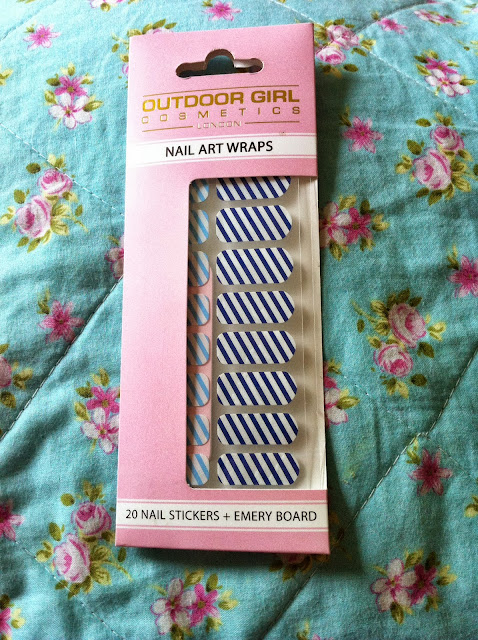 OUTDOOR GIRL
COSMETICS
LONDON
NAIL ART WRAPS
20 NAIL STICKERS + EMERY BOARD